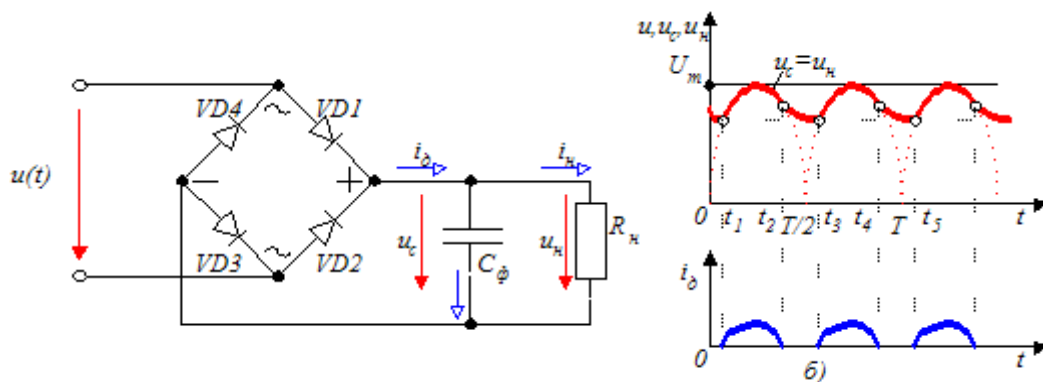 u(t)
VD4
~
VD1
−
+
VD3
~
VD2
i_д
i_н
u_c
C_ф
u_н
R_н
u,u_c,u_н
U_m
u_c=u_н
0 t_1 t_2 T/2 t_3 t_4 T t_5 t
i_д
0 t
б)